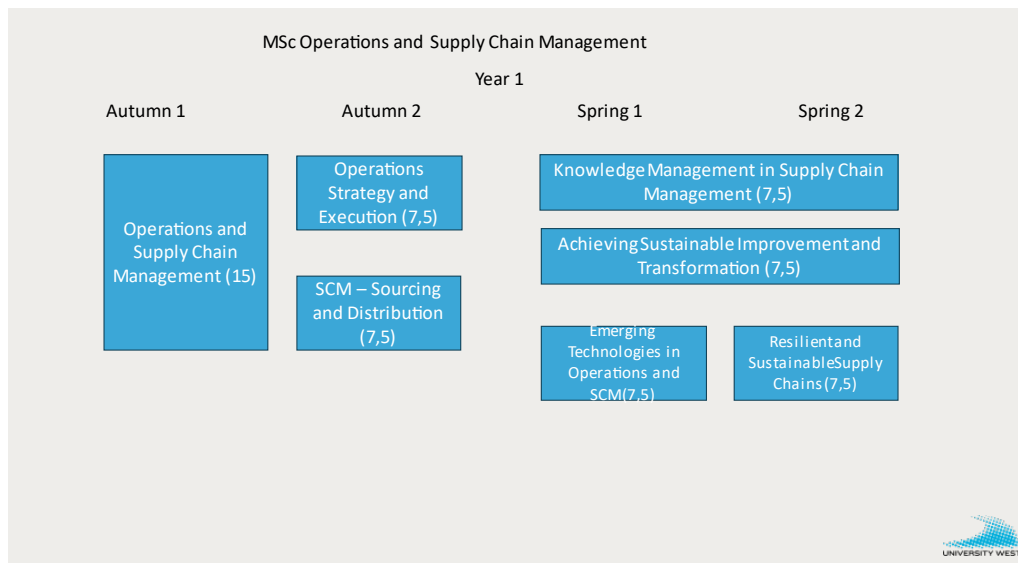 MSc Operations and Supply Chain Management
Year 1
Autumn 1
Autumn 2
Spring 1
Spring 2
Operations and
Supply Chain
Management (15)
Operations
Strategy and
Execution (7,5)
SCM – Sourcing
and Distribution
(7,5)
Knowledge Management in Supply Chain
Management (7,5)
Achieving Sustainable Improvement and
Transformation (7,5)
Emerging
Technologies in
Operations and
SCM(7,5)
Resilient and
Sustainable Supply
Chains (7,5)
UNIVERSITY WEST